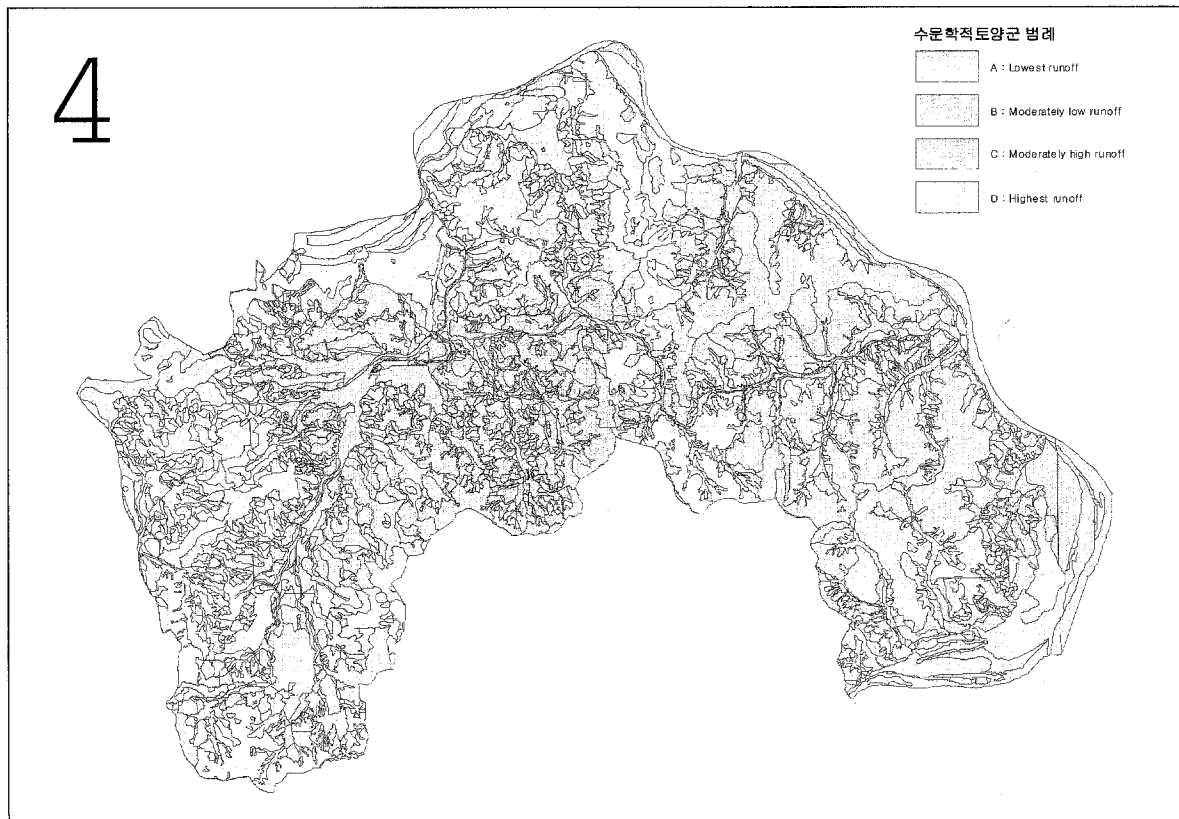 4
수문학적토양군 범례
A : Lowest runoff
B : Moderately low runoff
C : Moderately high runoff
D : Highest runoff